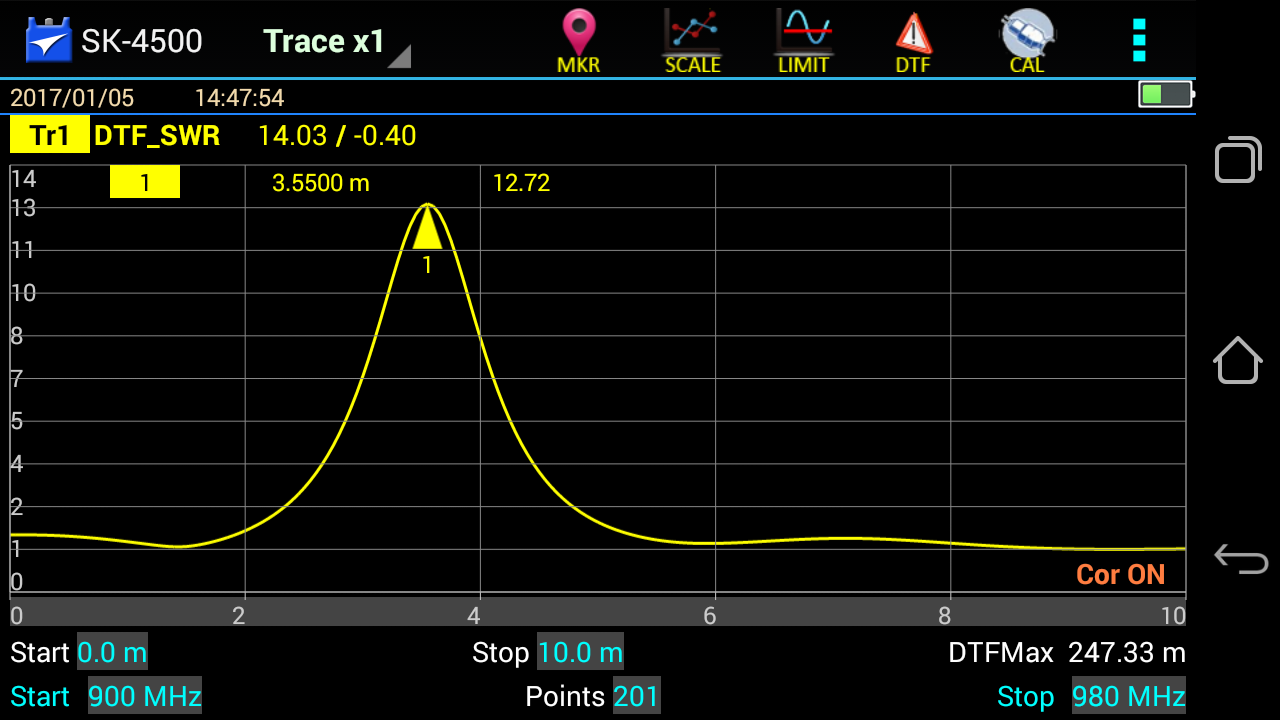 SK-4500 Trace x1 MKR SCALE LIMIT DTF CAL
2017/01/05 14:47:54
Tr1 DTF_SWR 14.03 / -0.40
14 1 3.5500 m 12.72
13
11
1
10
8
7
5
4
2
1
0 Cor ON
0 2 4 6 8 10
Start 0.0 m Stop 10.0 m DTFMax 247.33 m
Start 900 MHz Points 201 Stop 980 MHz